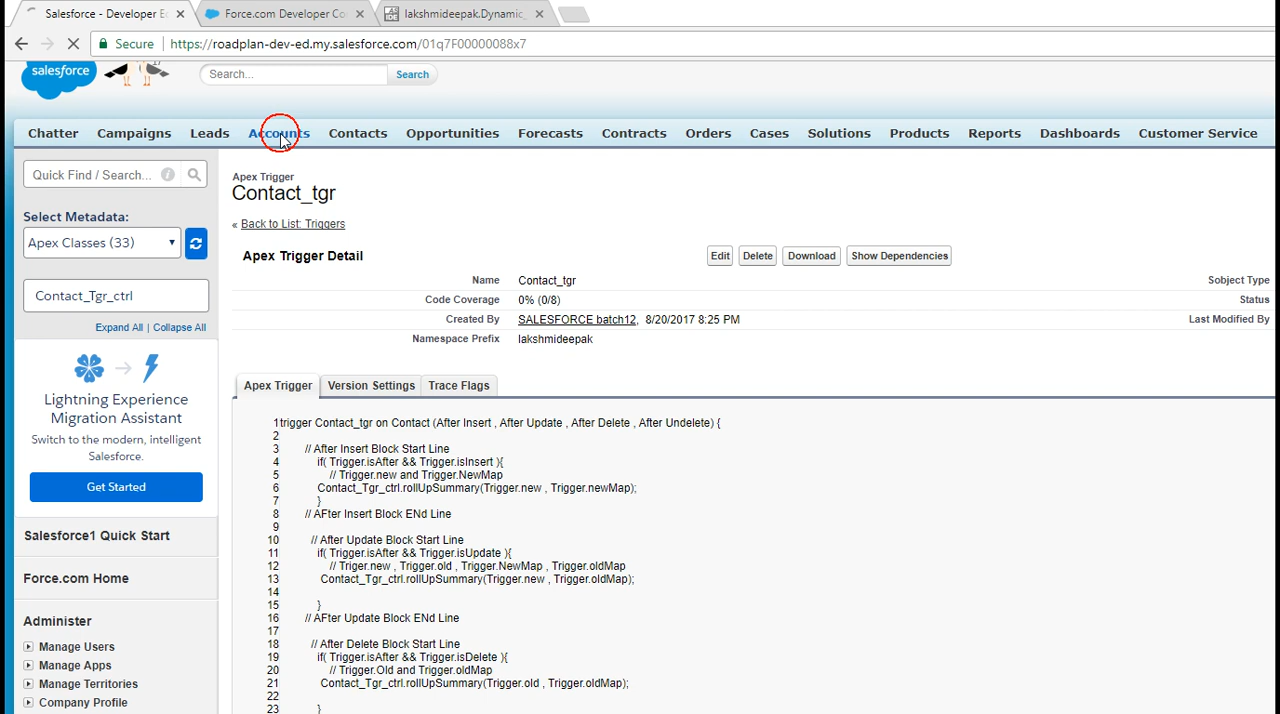 Salesforce - Developer E
Force.com Developer Co
lakshmideepak.Dynamic_
Secure
https://roadplan-dev-ed.my.salesforce.com/01q7F00000088x7
salesforce
17
Search...
Search
Chatter Campaigns Leads Accounts Contacts Opportunities Forecasts Contracts Orders Cases Solutions Products Reports Dashboards Customer Service
Quick Find / Search...
Select Metadata:
Apex Classes (33)
Contact_Tgr_ctrl
Expand All | Collapse All
Lightning Experience
Migration Assistant
Switch to the modern, intelligent
Salesforce.
Get Started
Salesforce1 Quick Start
Force.com Home
Administer
Manage Users
Manage Apps
Manage Territories
Company Profile
Apex Trigger
Contact_tgr
« Back to List: Triggers
Apex Trigger Detail
Edit Delete Download Show Dependencies
Name Contact_tgr Sobject Type
Code Coverage 0% (0/8) Status
Created By SALESFORCE batch12, 8/20/2017 8:25 PM Last Modified By
Namespace Prefix lakshmideepak
Apex Trigger Version Settings Trace Flags
1 trigger Contact_tgr on Contact (After Insert , After Update , After Delete , After Undelete) {
2
3 // After Insert Block Start Line
4 if( Trigger.isAfter && Trigger.isInsert ){
5 // Trigger.new and Trigger.NewMap
6 Contact_Tgr_ctrl.rollUpSummary(Trigger.new , Trigger.newMap);
7 }
8 // AFter Insert Block ENd Line
9
10 // After Update Block Start Line
11 if( Trigger.isAfter && Trigger.isUpdate ){
12 // Triger.new , Trigger.old , Trigger.NewMap , Trigger.oldMap
13 Contact_Tgr_ctrl.rollUpSummary(Trigger.new , Trigger.oldMap);
14
15 }
16 // AFter Update Block ENd Line
17
18 // After Delete Block Start Line
19 if( Trigger.isAfter && Trigger.isDelete ){
20 // Trigger.Old and Trigger.oldMap
21 Contact_Tgr_ctrl.rollUpSummary(Trigger.old , Trigger.oldMap);
22
23 }